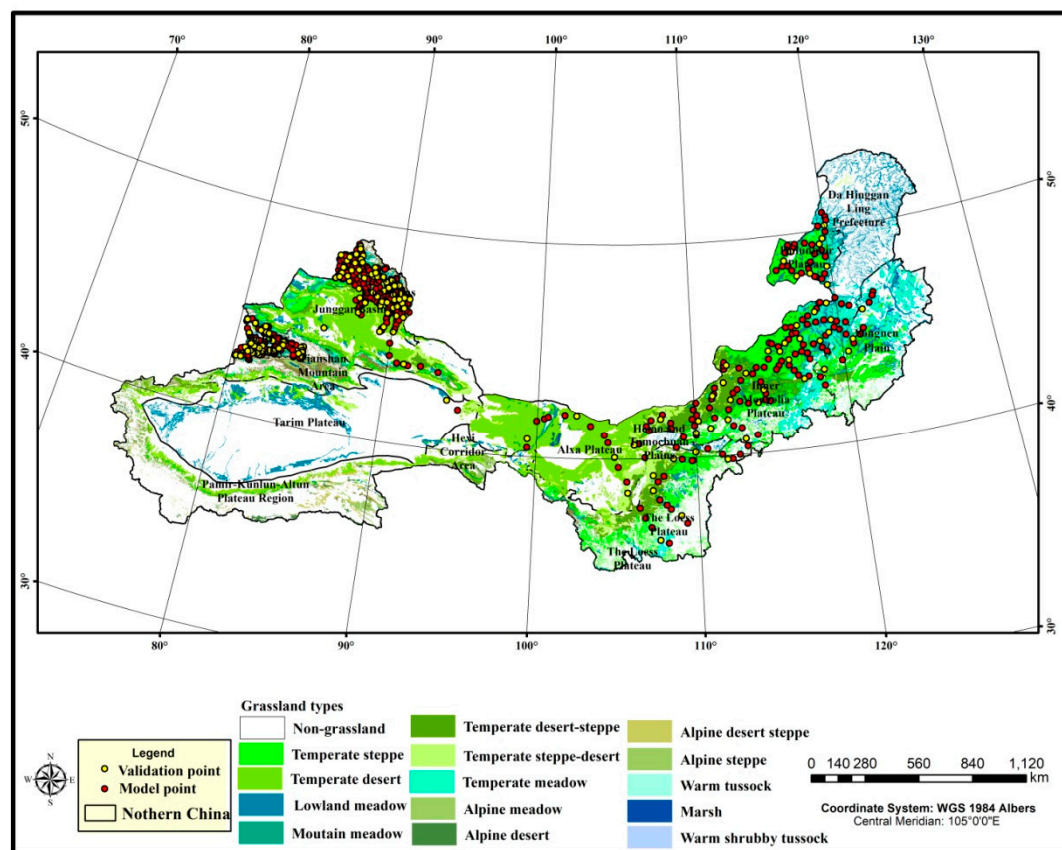 70°
80°
90°
100°
110°
120°
130°
50°
50°
40°
40°
30°
30°
Da Hinggan
Ling
Prefecture
Plateau
Junggar Basin
Tianshan
Mountain
Area
Tarim Plateau
Pamir-Kunlun-Altun
Plateau Region
Hexi
Corridor
Area
Alxa Plateau
Plain
Inner
Mongolia
Plateau
Plain
The Loess
Plateau
The Loess
Plateau
80°
90°
100°
110°
120°
Grassland types
Non-grassland
Temperate steppe
Temperate desert
Lowland meadow
Moutain meadow
Temperate desert-steppe
Temperate steppe-desert
Temperate meadow
Alpine meadow
Alpine desert
Alpine desert steppe
Alpine steppe
Warm tussock
Marsh
Warm shrubby tussock
N
W E
S
Legend
Validation point
Model point
Nothern China
0 140 280 560 840 1,120
km
Coordinate System: WGS 1984 Albers
Central Meridian: 105°0'0"E